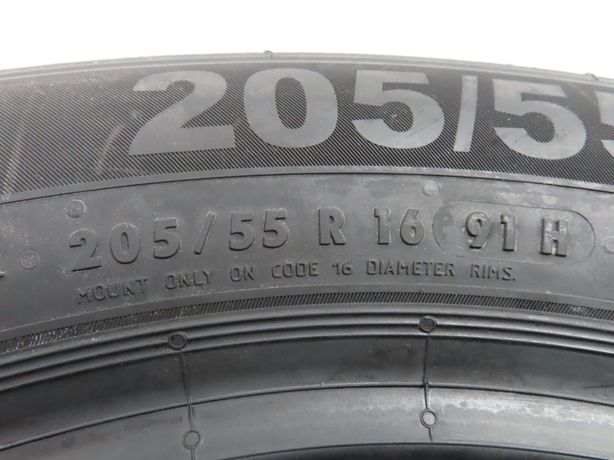 205/55
205/55 R 16 91 H
MOUNT ONLY ON CODE 16 DIAMETER RIMS.